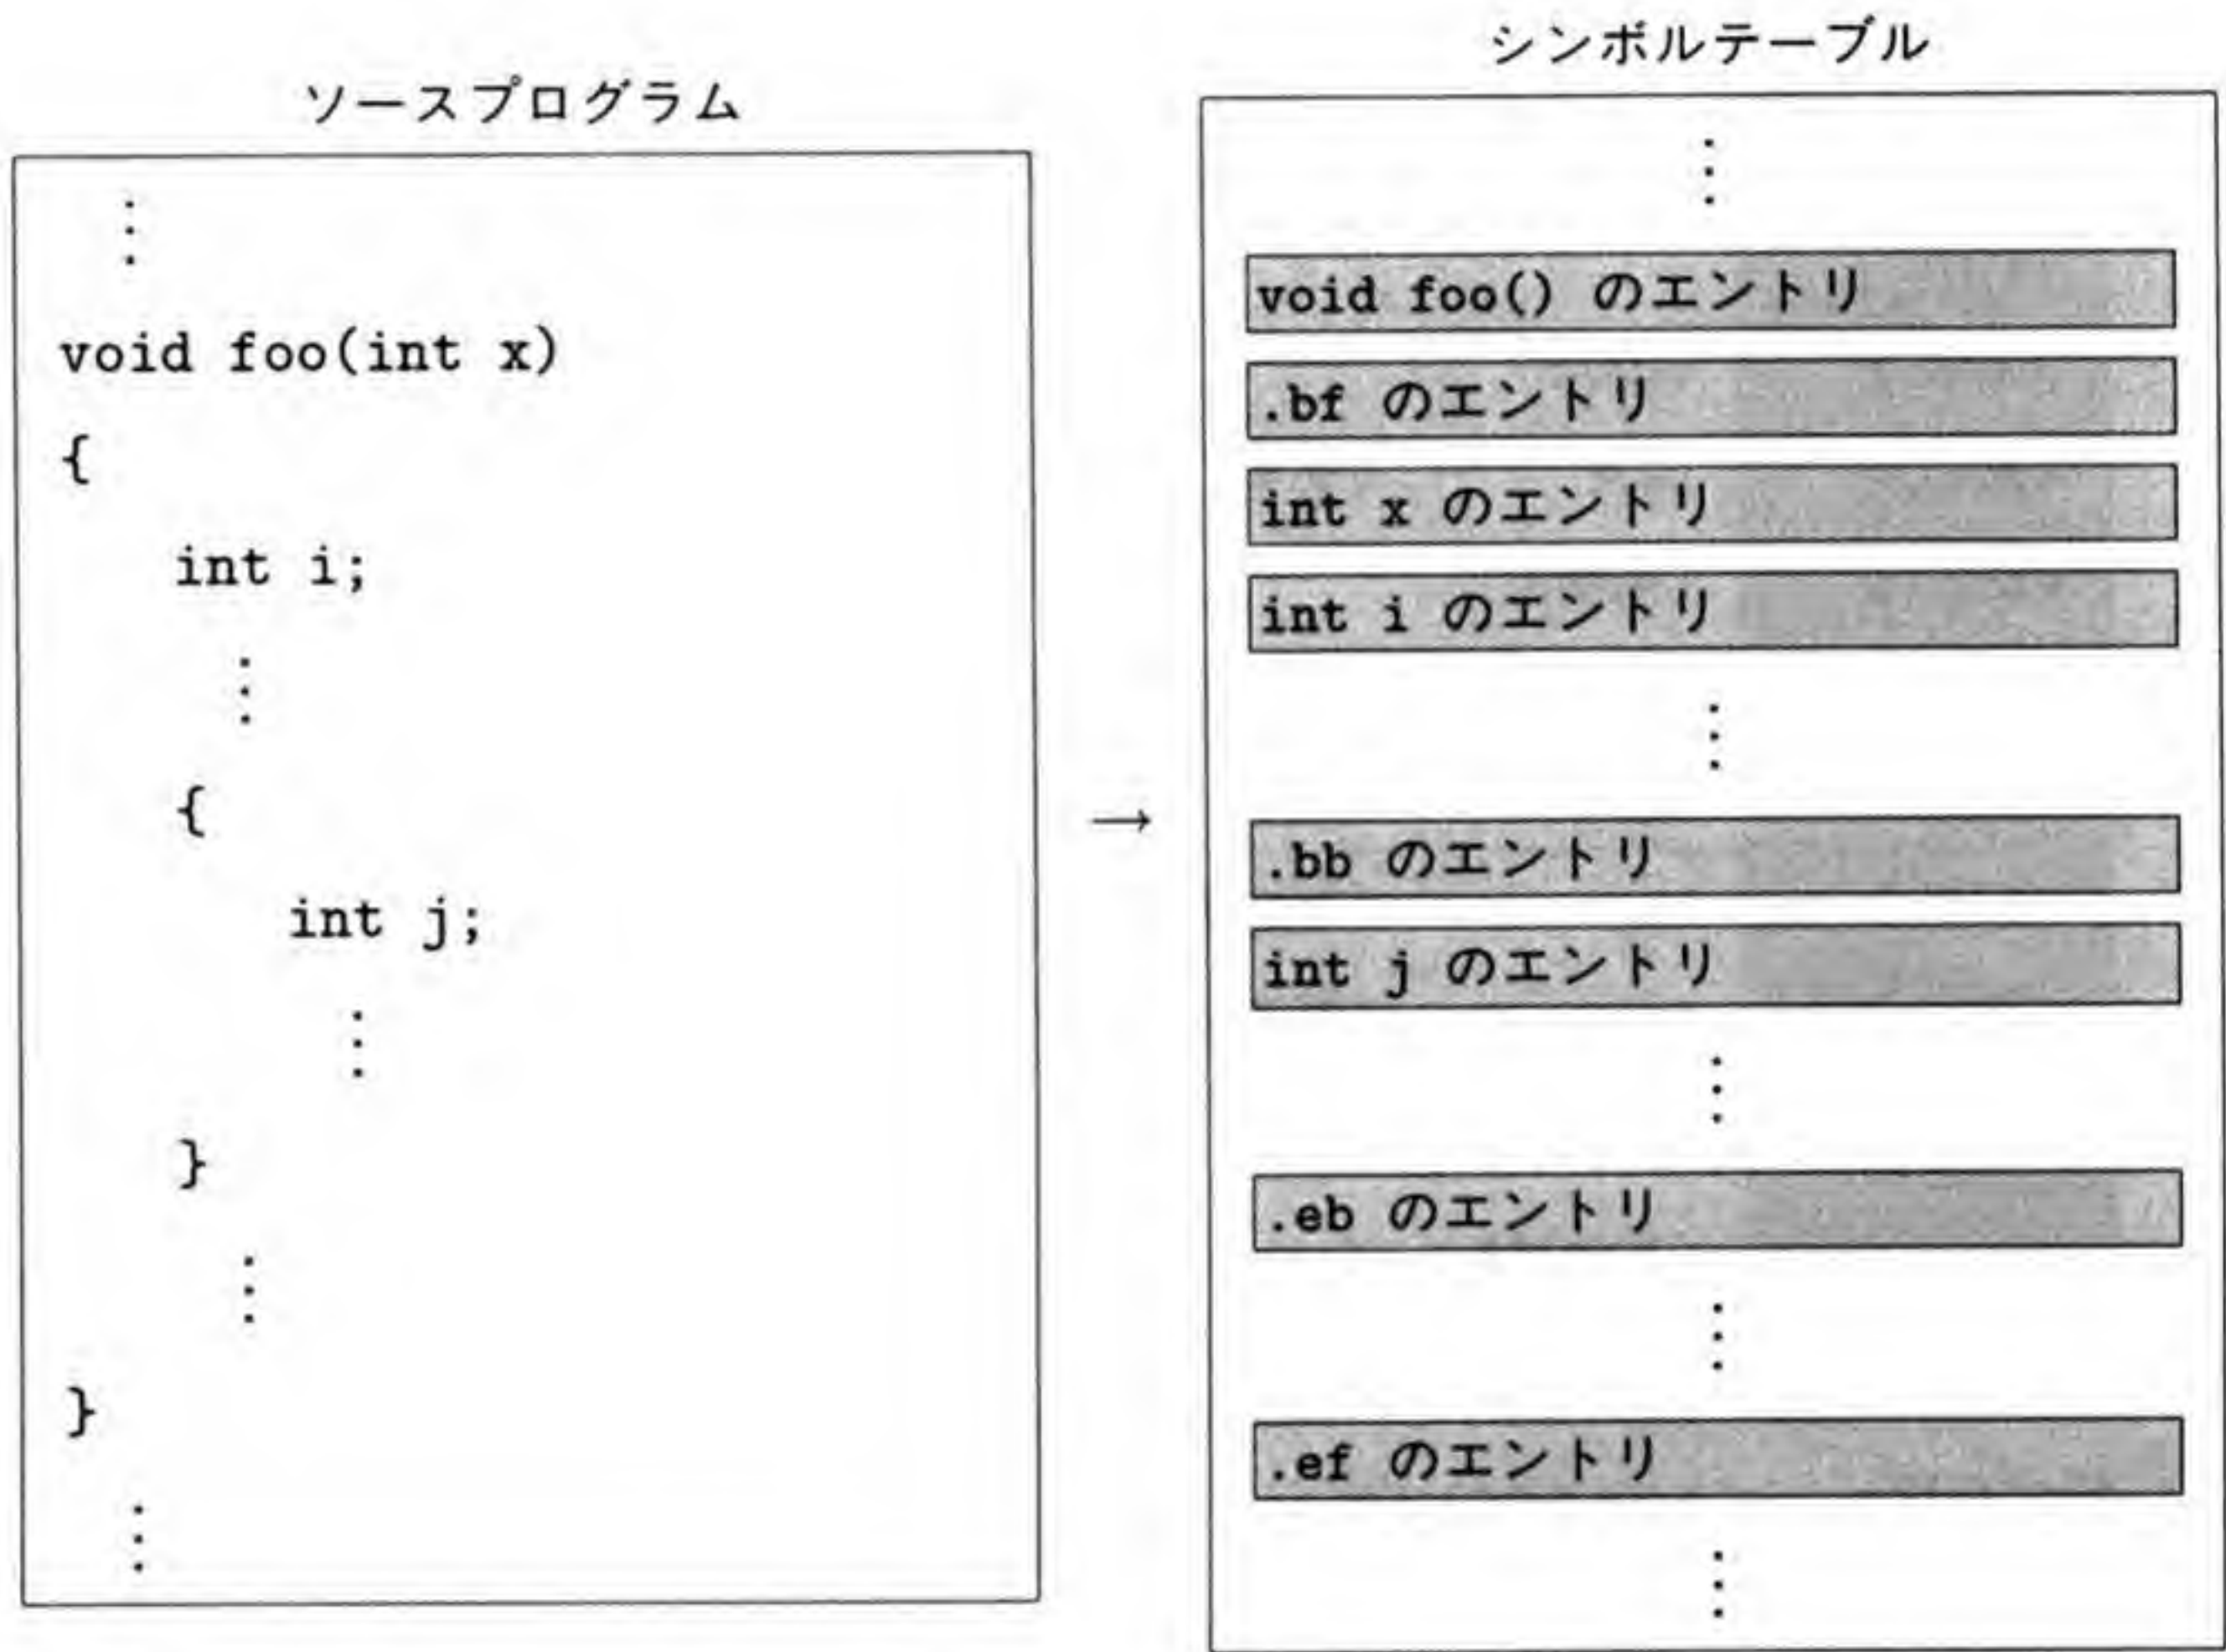 ソースプログラム
void foo(int x)
{
int i;
{
int j;
}
}
→
シンボルテーブル
void foo() のエントリ
.bf のエントリ
int x のエントリ
int i のエントリ
.bb のエントリ
int j のエントリ
.eb のエントリ
.ef のエントリ